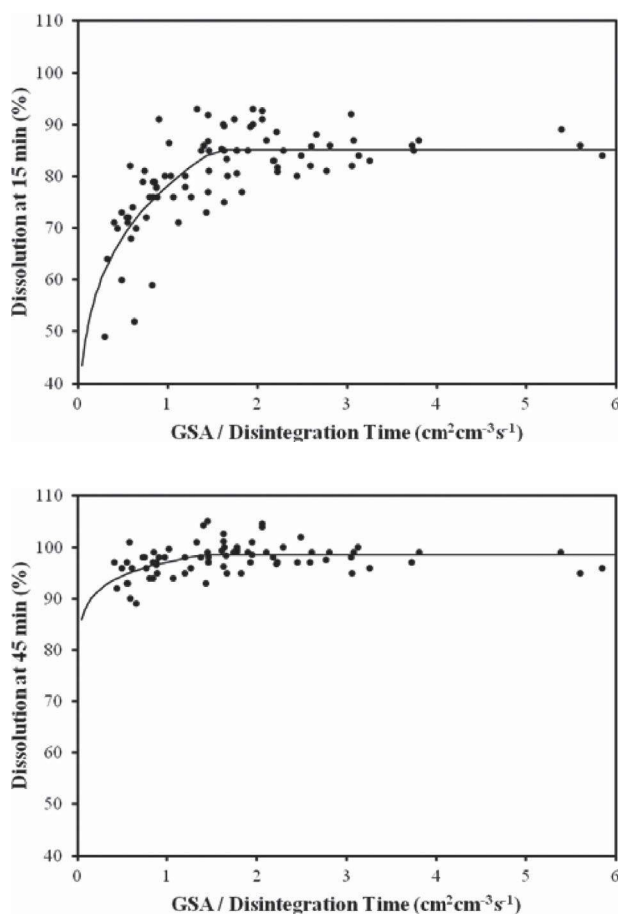 110
100
90
80
70
60
50
40
Dissolution at 15 min (%)
0 1 2 3 4 5 6
GSA / Disintegration Time (cm²cm⁻³s⁻¹)
110
100
90
80
70
60
50
40
Dissolution at 45 min (%)
0 1 2 3 4 5 6
GSA / Disintegration Time (cm²cm⁻³s⁻¹)